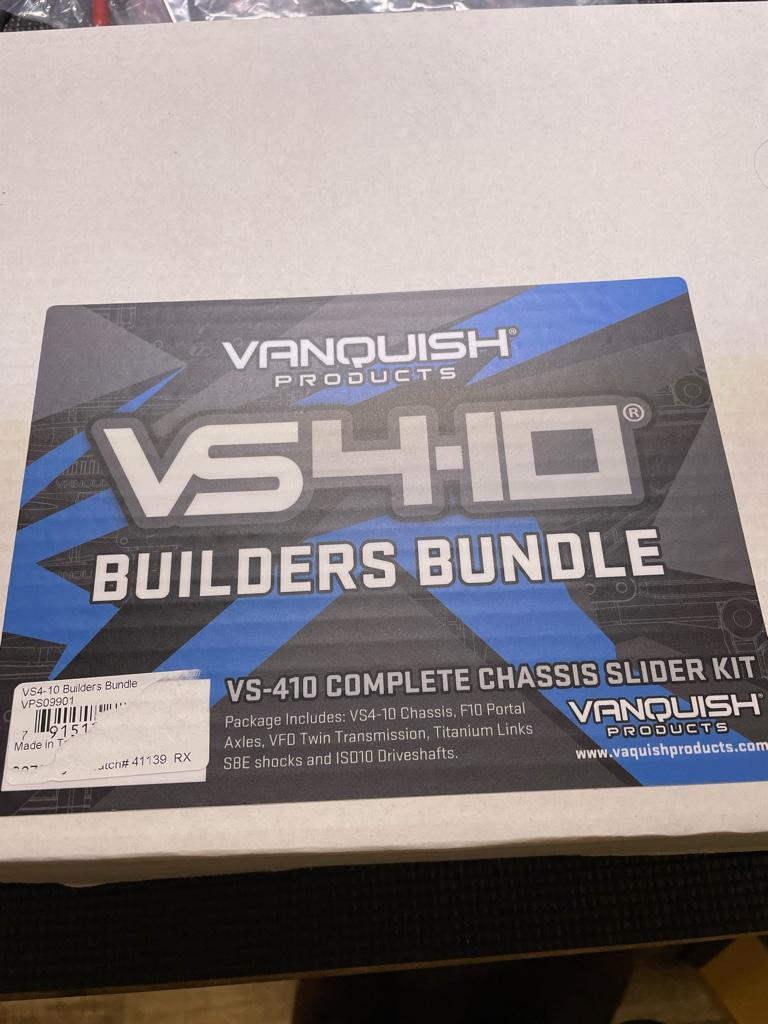 VANQUISH®
PRODUCTS
VS4-10®
BUILDERS BUNDLE
VS-410 COMPLETE CHASSIS SLIDER KIT
Package Includes: VS4-10 Chassis, F10 Portal
Axles, VFD Twin Transmission, Titanium Links
S8E shocks and ISD10 Driveshafts.
VANQUISH®
PRODUCTS
www.vaquishproducts.com
VS4-10 Builders Bundle
VPS09901
7 9151
Made in
41139 RX